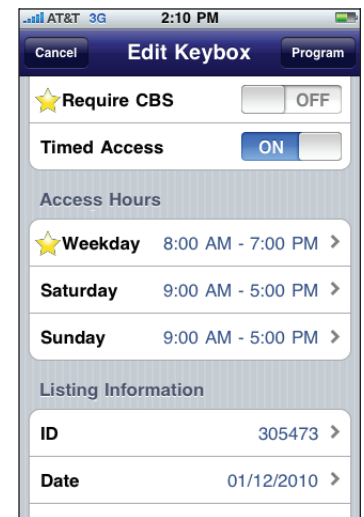 AT&T 3G 2:10 PM
Cancel Edit Keybox Program
Require CBS OFF
Timed Access ON
Access Hours
Weekday 8:00 AM - 7:00 PM >
Saturday 9:00 AM - 5:00 PM >
Sunday 9:00 AM - 5:00 PM >
Listing Information
ID 305473 >
Date 01/12/2010 >